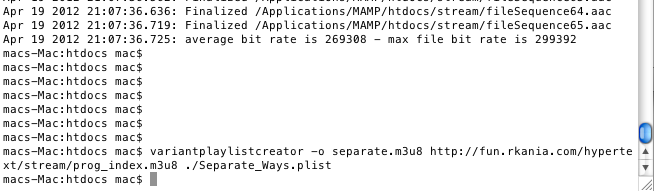 Apr 19 2012 21:07:36.636: Finalized /Applications/MAMP/htdocs/stream/fileSequence64.aac
Apr 19 2012 21:07:36.719: Finalized /Applications/MAMP/htdocs/stream/fileSequence65.aac
Apr 19 2012 21:07:36.725: average bit rate is 269308 - max file bit rate is 299392
macs-Mac:htdocs mac$
macs-Mac:htdocs mac$
macs-Mac:htdocs mac$
macs-Mac:htdocs mac$
macs-Mac:htdocs mac$
macs-Mac:htdocs mac$
macs-Mac:htdocs mac$ variantplaylistcreator -o separate.m3u8 http://fun.rkania.com/hyperte
xt/stream/prog_index.m3u8 ./Separate_Ways.plist
macs-Mac:htdocs mac$